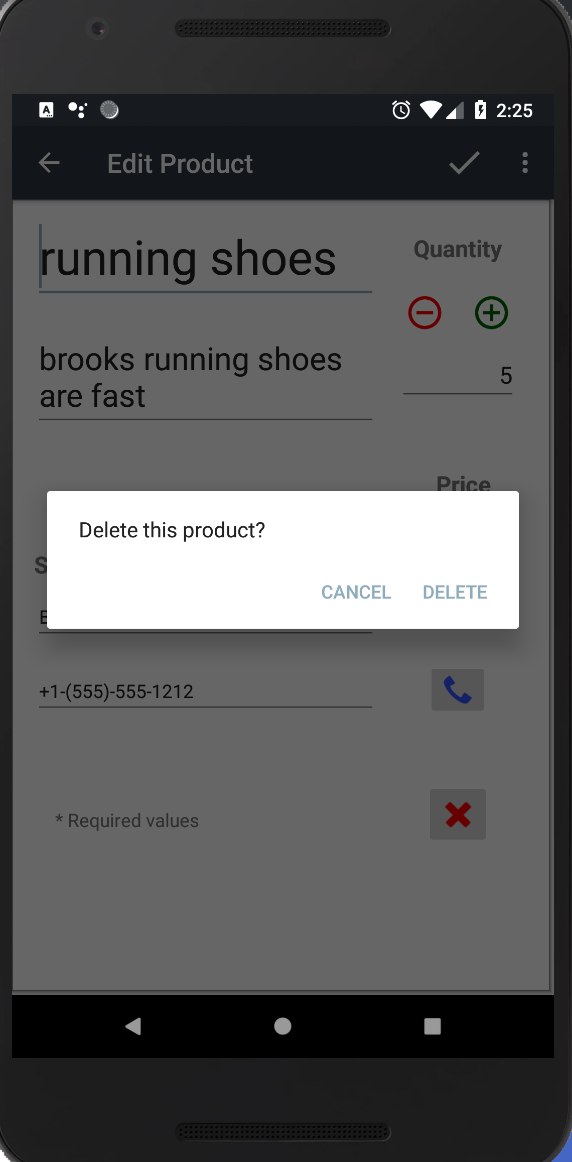 2:25
Edit Product
running shoes
Quantity
brooks running shoes
are fast
5
Price
Delete this product?
CANCEL DELETE
+1-(555)-555-1212
* Required values